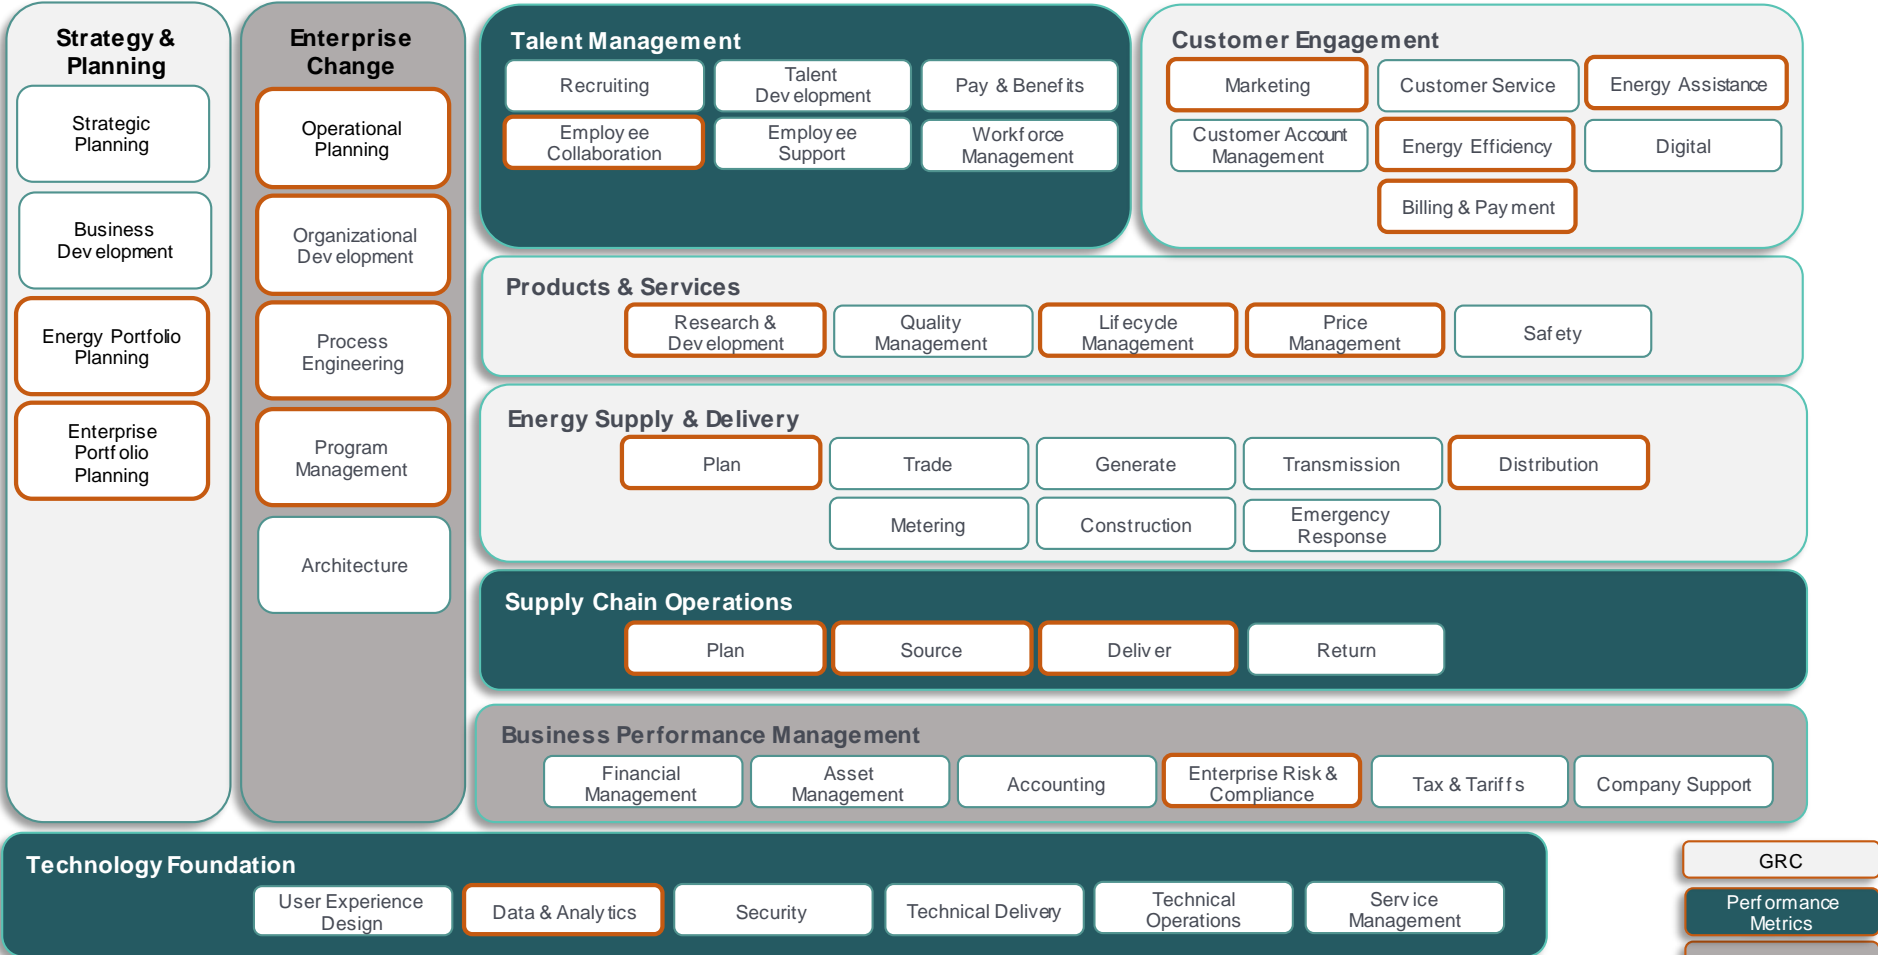 Strategy &
Planning
Strategic
Planning
Business
Development
Energy Portfolio
Planning
Enterprise
Portfolio
Planning
Enterprise
Change
Operational
Planning
Organizational
Development
Process
Engineering
Program
Management
Architecture
Talent Management
Recruiting
Talent
Development
Pay & Benefits
Employee
Collaboration
Employee
Support
Workforce
Management
Customer Engagement
Marketing
Customer Service
Energy Assistance
Customer Account
Management
Energy Efficiency
Digital
Billing & Payment
Products & Services
Research &
Development
Quality
Management
Lifecycle
Management
Price
Management
Safety
Energy Supply & Delivery
Plan
Trade
Generate
Transmission
Distribution
Metering
Construction
Emergency
Response
Supply Chain Operations
Plan
Source
Deliver
Return
Business Performance Management
Financial
Management
Asset
Management
Accounting
Enterprise Risk &
Compliance
Tax & Tariffs
Company Support
Technology Foundation
User Experience
Design
Data & Analytics
Security
Technical Delivery
Technical
Operations
Service
Management
GRC
Performance
Metrics